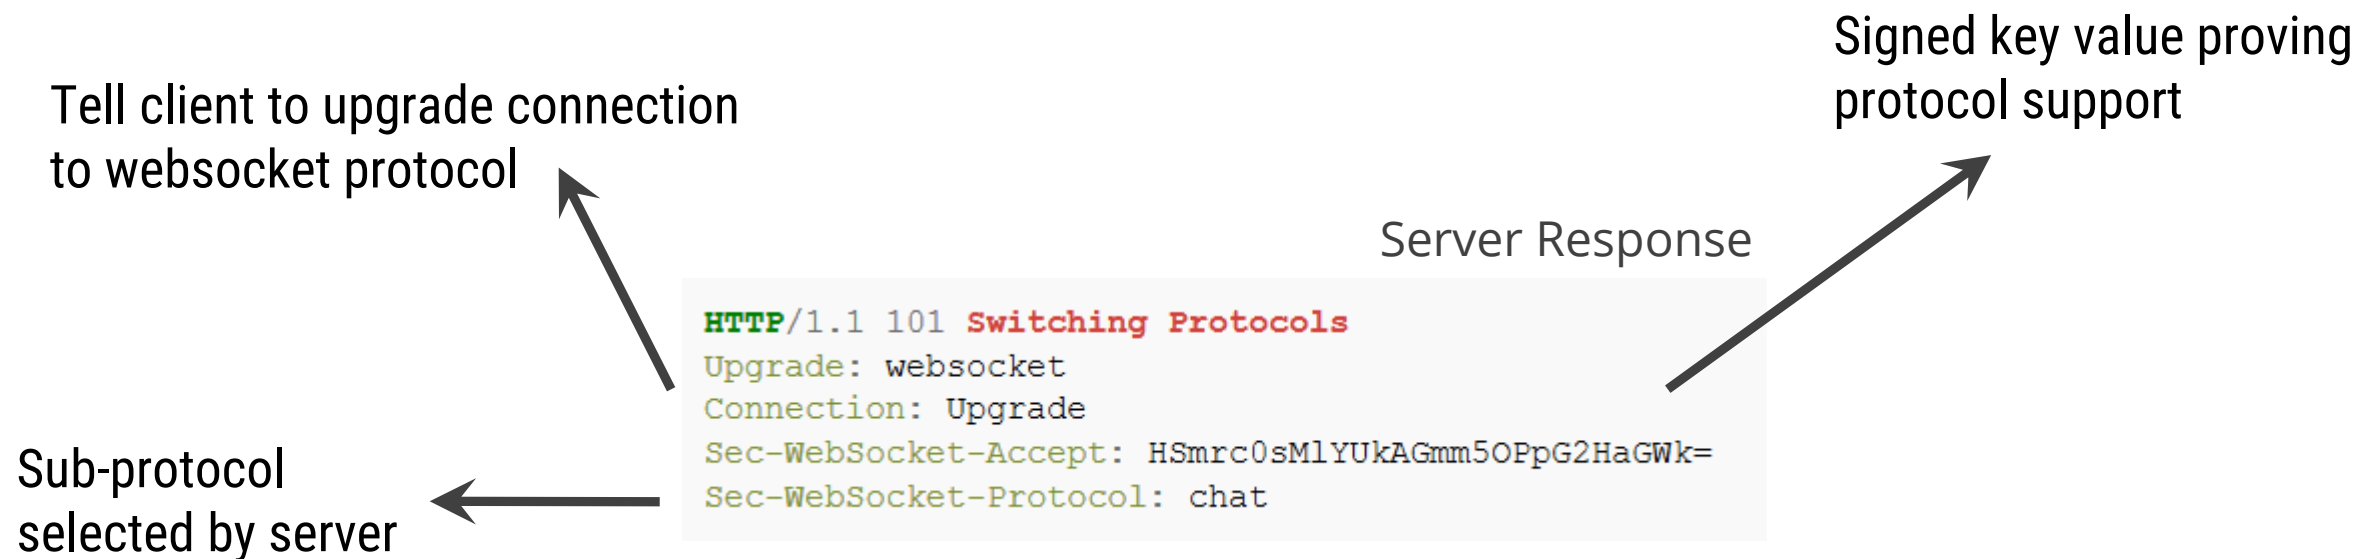 Signed key value proving
protocol support
Tell client to upgrade connection
to websocket protocol
Server Response
HTTP/1.1 101 Switching Protocols
Upgrade: websocket
Connection: Upgrade
Sec-WebSocket-Accept: HSmrc0sMlYUkAGmm5OPpG2HaGWk=
Sec-WebSocket-Protocol: chat
Sub-protocol
selected by server